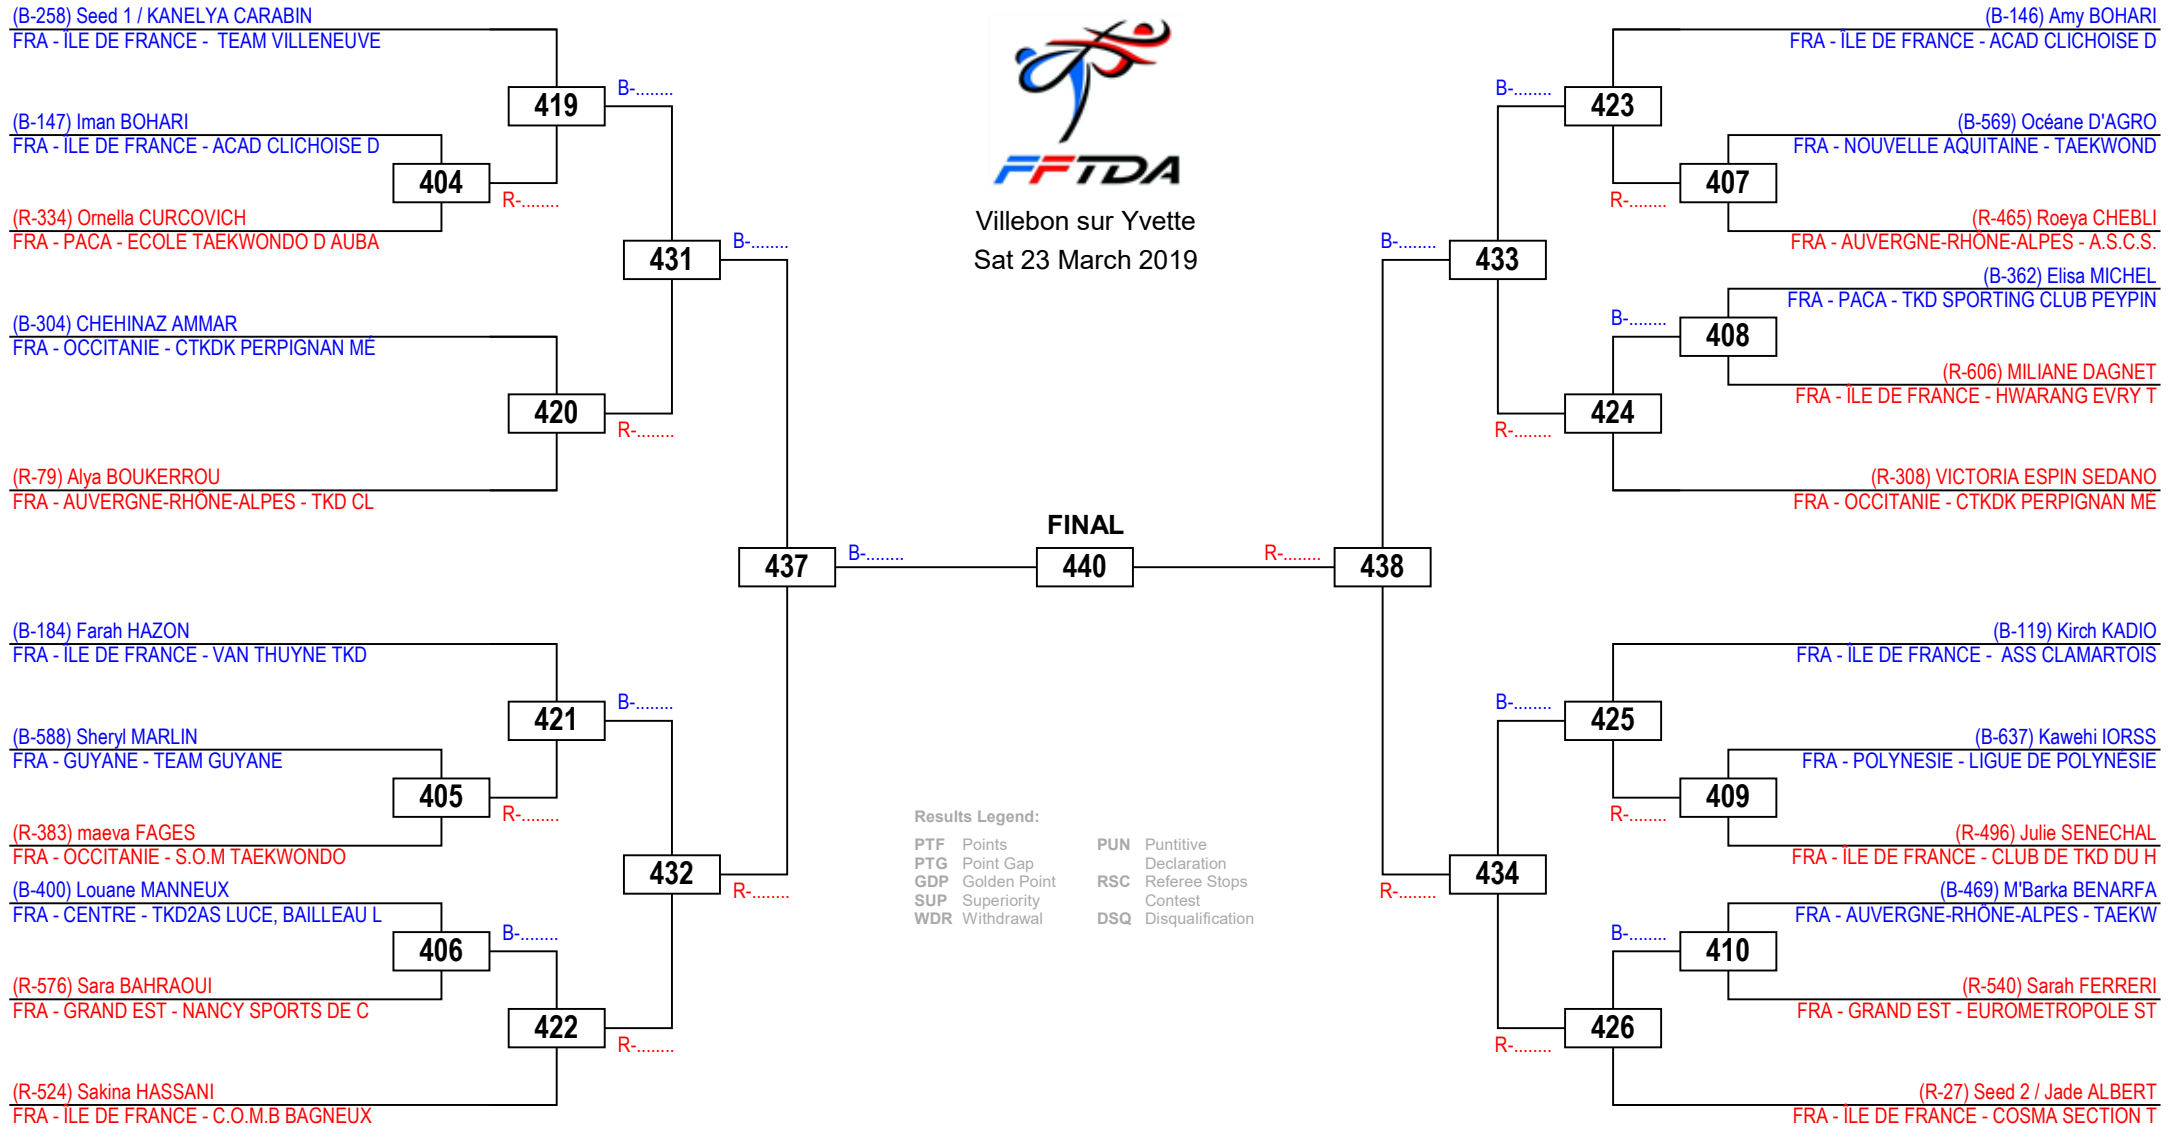 (B-258) Seed 1 / KANELYA CARABIN
FRA - ÎLE DE FRANCE - TEAM VILLENEUVE
419
B-........
(B-147) Iman BOHARI
FRA - ÎLE DE FRANCE - ACAD CLICHOISE D
404
R-........
(R-334) Ornella CURCOVICH
FRA - PACA - ECOLE TAEKWONDO D AUBA
431
B-........
(B-304) CHEHINAZ AMMAR
FRA - OCCITANIE - CTKDK PERPIGNAN MÉ
420
R-........
(R-79) Alya BOUKERROU
FRA - AUVERGNE-RHÔNE-ALPES - TKD CL
437
B-........
(B-184) Farah HAZON
FRA - ÎLE DE FRANCE - VAN THUYNE TKD
421
B-........
(B-588) Sheryl MARLIN
FRA - GUYANE - TEAM GUYANE
405
R-........
(R-383) maeva FAGES
FRA - OCCITANIE - S.O.M TAEKWONDO
432
R-........
(B-400) Louane MANNEUX
FRA - CENTRE - TKD2AS LUCE, BAILLEAU L
406
B-........
(R-576) Sara BAHRAOUI
FRA - GRAND EST - NANCY SPORTS DE C
422
R-........
(R-524) Sakina HASSANI
FRA - ÎLE DE FRANCE - C.O.M.B BAGNEUX
FFTDA
Villebon sur Yvette
Sat 23 March 2019
FINAL
440
Results Legend:
PTF Points
PTG Point Gap
GDP Golden Point
SUP Superiority
WDR Withdrawal
PUN Puntitive
Declaration
RSC Referee Stops
Contest
DSQ Disqualification
(B-146) Amy BOHARI
FRA - ÎLE DE FRANCE - ACAD CLICHOISE D
B-........
423
(B-569) Océane D'AGRO
FRA - NOUVELLE AQUITAINE - TAEKWOND
R-........
407
(R-465) Roeya CHEBLI
FRA - AUVERGNE-RHÔNE-ALPES - A.S.C.S.
B-........
433
(B-362) Elisa MICHEL
FRA - PACA - TKD SPORTING CLUB PEYPIN
B-........
408
(R-606) MILIANE DAGNET
FRA - ÎLE DE FRANCE - HWARANG EVRY T
R-........
424
(R-308) VICTORIA ESPIN SEDANO
FRA - OCCITANIE - CTKDK PERPIGNAN MÉ
R-........
438
(B-119) Kirch KADIO
FRA - ÎLE DE FRANCE - ASS CLAMARTOIS
B-........
425
(B-637) Kawehi IORSS
FRA - POLYNESIE - LIGUE DE POLYNÉSIE
R-........
409
(R-496) Julie SENECHAL
FRA - ÎLE DE FRANCE - CLUB DE TKD DU H
R-........
434
(B-469) M'Barka BENARFA
FRA - AUVERGNE-RHÔNE-ALPES - TAEKW
B-........
410
(R-540) Sarah FERRERI
FRA - GRAND EST - EUROMETROPOLE ST
R-........
426
(R-27) Seed 2 / Jade ALBERT
FRA - ÎLE DE FRANCE - COSMA SECTION T